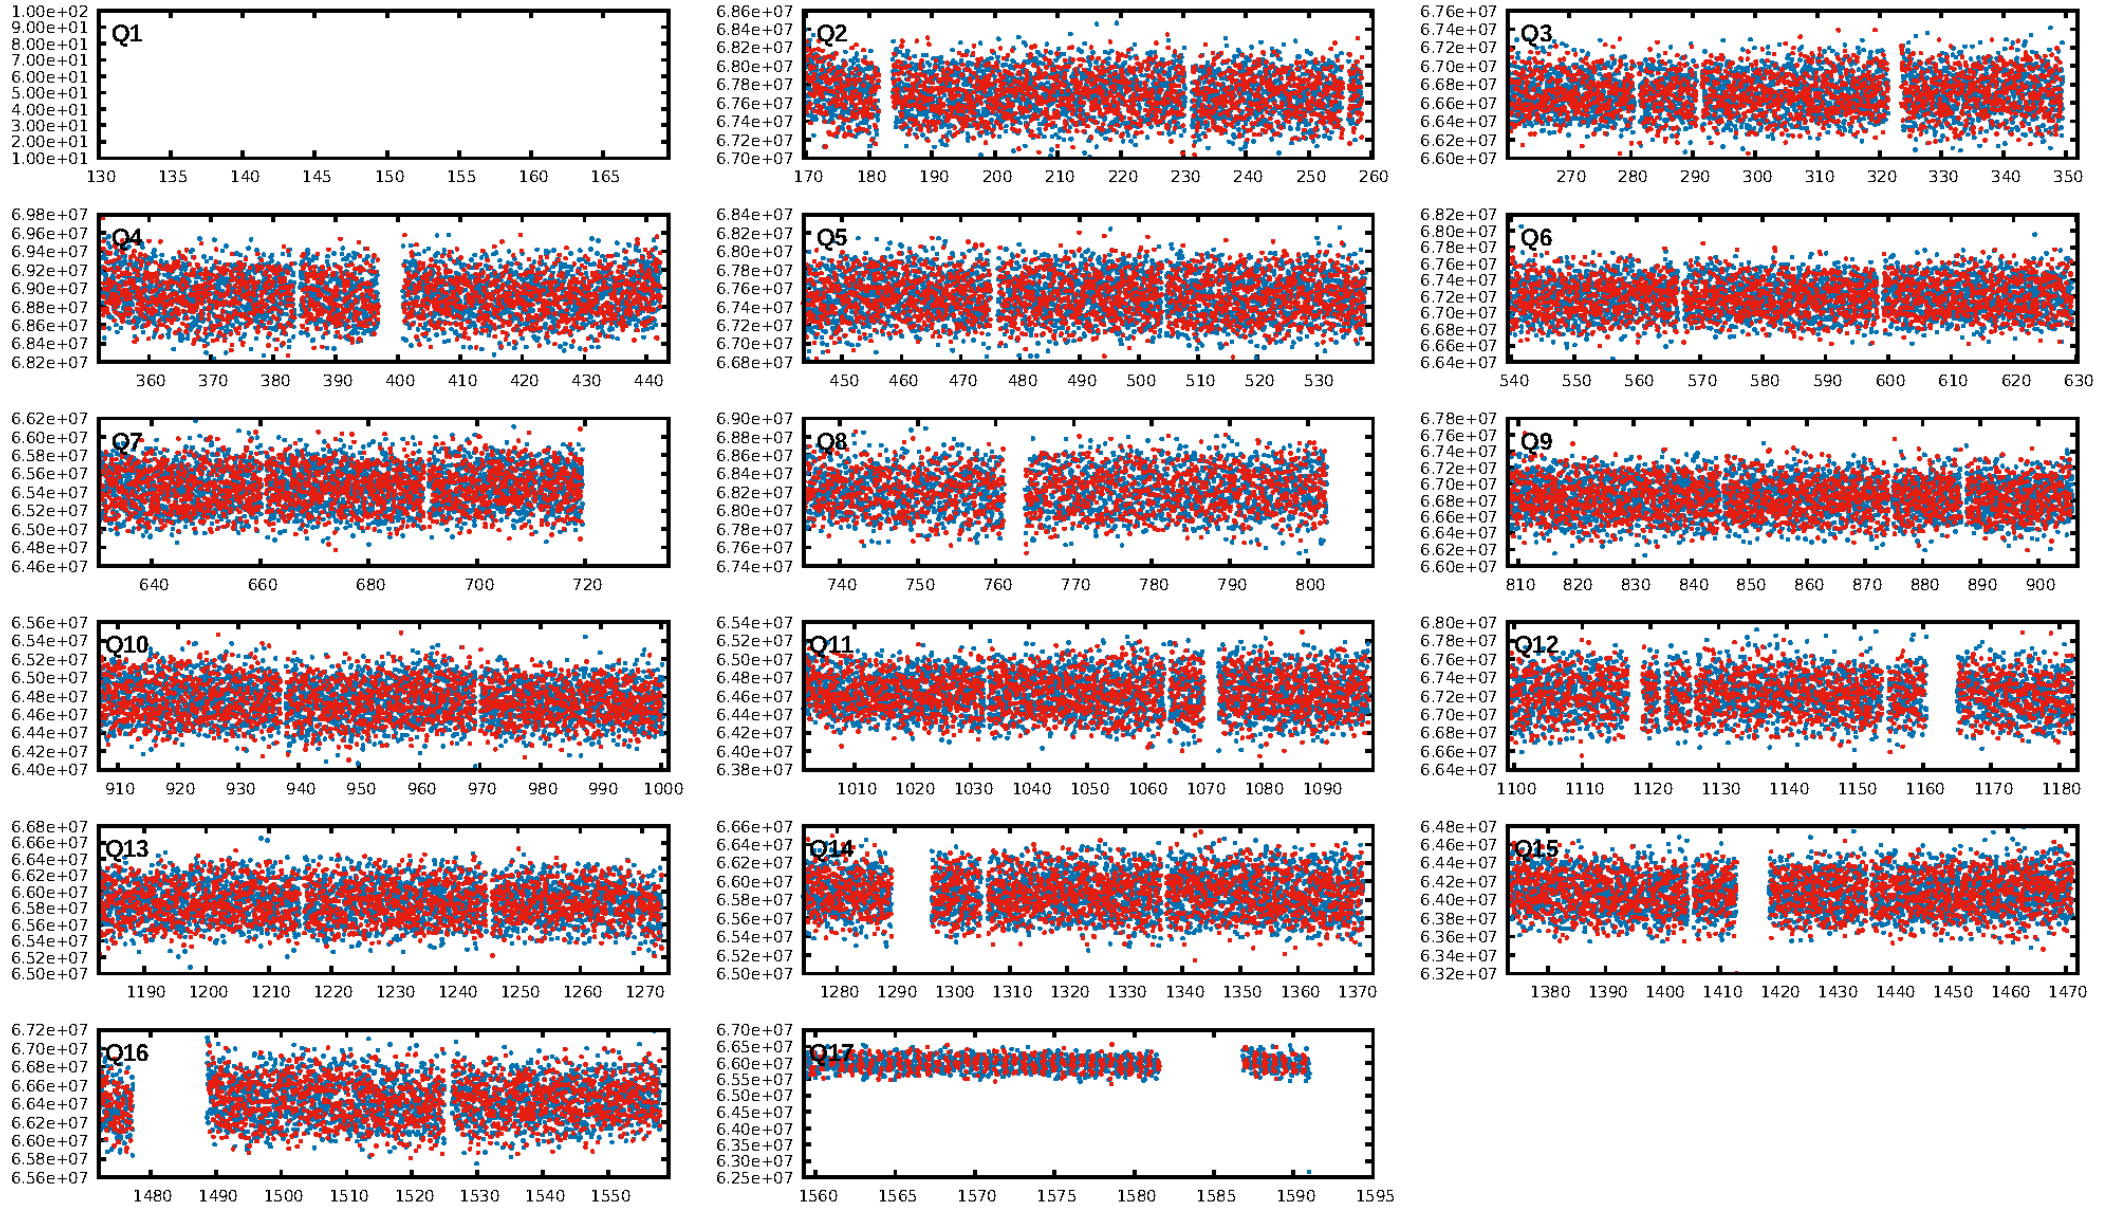 1.00e+02
9.00e+01
8.00e+01
7.00e+01
6.00e+01
5.00e+01
4.00e+01
3.00e+01
2.00e+01
1.00e+01
Q1
130 135 140 145 150 155 160 165
6.86e+07
6.84e+07
6.82e+07
6.80e+07
6.78e+07
6.76e+07
6.74e+07
6.72e+07
6.70e+07
Q2
170 180 190 200 210 220 230 240 250 260
6.76e+07
6.74e+07
6.72e+07
6.70e+07
6.68e+07
6.66e+07
6.64e+07
6.62e+07
6.60e+07
Q3
270 280 290 300 310 320 330 340 350
6.98e+07
6.96e+07
6.94e+07
6.92e+07
6.90e+07
6.88e+07
6.86e+07
6.84e+07
6.82e+07
Q4
360 370 380 390 400 410 420 430 440
6.84e+07
6.82e+07
6.80e+07
6.78e+07
6.76e+07
6.74e+07
6.72e+07
6.70e+07
6.68e+07
Q5
450 460 470 480 490 500 510 520 530
6.82e+07
6.80e+07
6.78e+07
6.76e+07
6.74e+07
6.72e+07
6.70e+07
6.68e+07
6.66e+07
6.64e+07
Q6
540 550 560 570 580 590 600 610 620 630
6.62e+07
6.60e+07
6.58e+07
6.56e+07
6.54e+07
6.52e+07
6.50e+07
6.48e+07
6.46e+07
Q7
640 660 680 700 720
6.90e+07
6.88e+07
6.86e+07
6.84e+07
6.82e+07
6.80e+07
6.78e+07
6.76e+07
6.74e+07
Q8
740 750 760 770 780 790 800
6.78e+07
6.76e+07
6.74e+07
6.72e+07
6.70e+07
6.68e+07
6.66e+07
6.64e+07
6.62e+07
6.60e+07
Q9
810 820 830 840 850 860 870 880 890 900
6.56e+07
6.54e+07
6.52e+07
6.50e+07
6.48e+07
6.46e+07
6.44e+07
6.42e+07
6.40e+07
Q10
910 920 930 940 950 960 970 980 990 1000
6.54e+07
6.52e+07
6.50e+07
6.48e+07
6.46e+07
6.44e+07
6.42e+07
6.40e+07
6.38e+07
Q11
1010 1020 1030 1040 1050 1060 1070 1080 1090
6.80e+07
6.78e+07
6.76e+07
6.74e+07
6.72e+07
6.70e+07
6.68e+07
6.66e+07
6.64e+07
Q12
1100 1110 1120 1130 1140 1150 1160 1170 1180
6.68e+07
6.66e+07
6.64e+07
6.62e+07
6.60e+07
6.58e+07
6.56e+07
6.54e+07
6.52e+07
6.50e+07
Q13
1190 1200 1210 1220 1230 1240 1250 1260 1270
6.66e+07
6.64e+07
6.62e+07
6.60e+07
6.58e+07
6.56e+07
6.54e+07
6.52e+07
6.50e+07
Q14
1280 1290 1300 1310 1320 1330 1340 1350 1360 1370
6.48e+07
6.46e+07
6.44e+07
6.42e+07
6.40e+07
6.38e+07
6.36e+07
6.34e+07
6.32e+07
Q15
1380 1390 1400 1410 1420 1430 1440 1450 1460 1470
6.72e+07
6.70e+07
6.68e+07
6.66e+07
6.64e+07
6.62e+07
6.60e+07
6.58e+07
6.56e+07
Q16
1480 1490 1500 1510 1520 1530 1540 1550
6.70e+07
6.65e+07
6.60e+07
6.55e+07
6.50e+07
6.45e+07
6.40e+07
6.35e+07
6.30e+07
6.25e+07
Q17
1560 1565 1570 1575 1580 1585 1590 1595